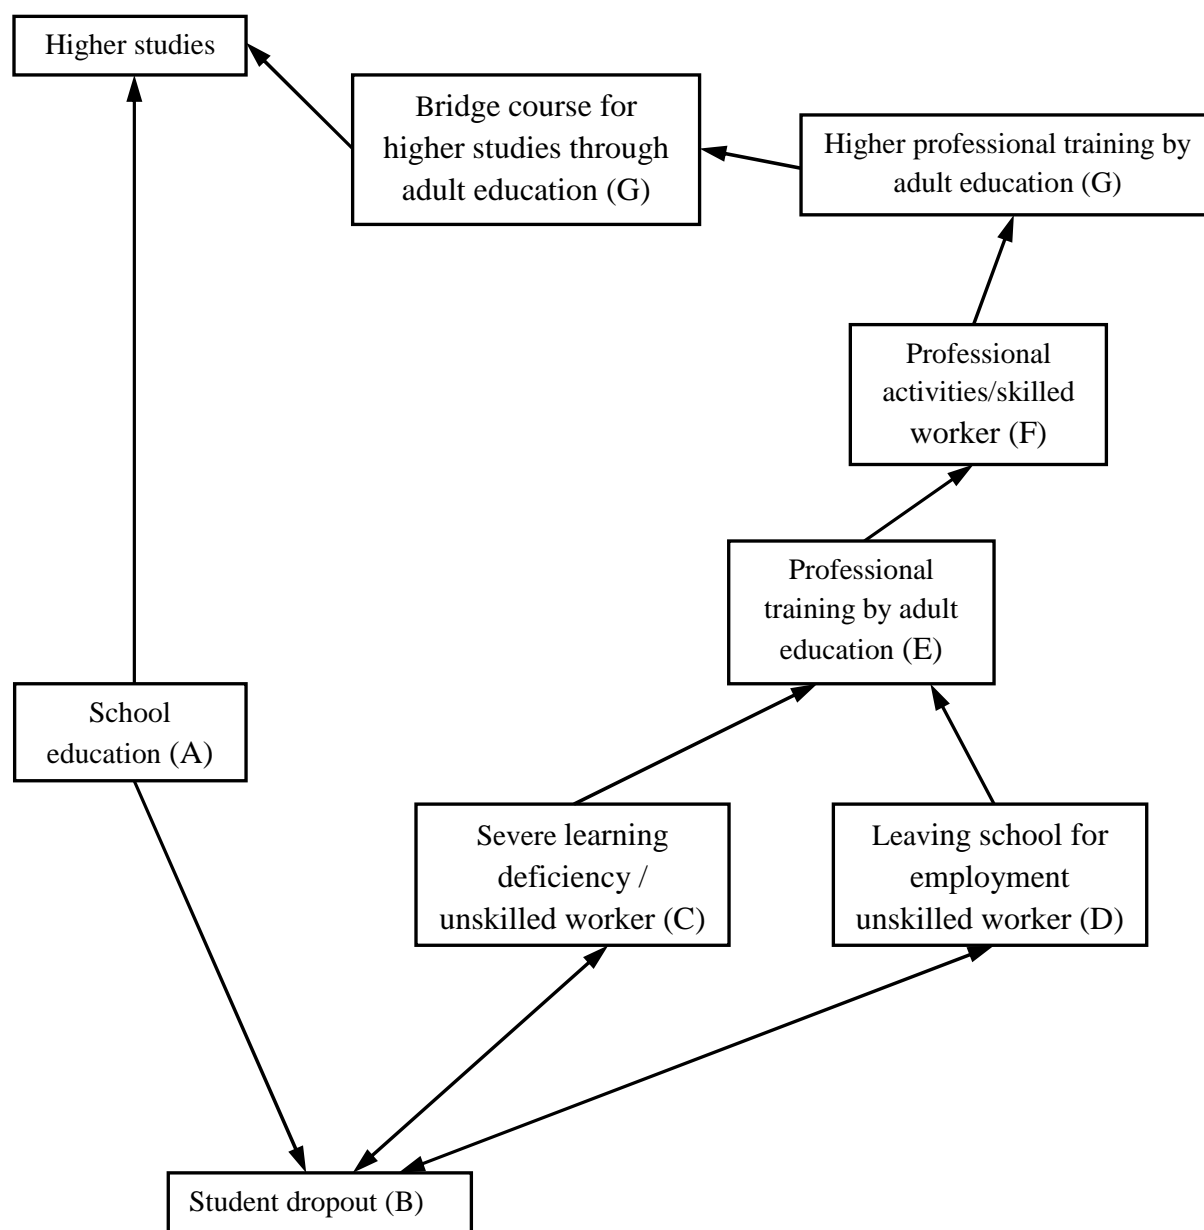 Higher studies
Bridge course for
higher studies through
adult education (G)
Higher professional training by
adult education (G)
Professional
activities/skilled
worker (F)
Professional
training by adult
education (E)
School
education (A)
Severe learning
deficiency /
unskilled worker (C)
Leaving school for
employment
unskilled worker (D)
Student dropout (B)